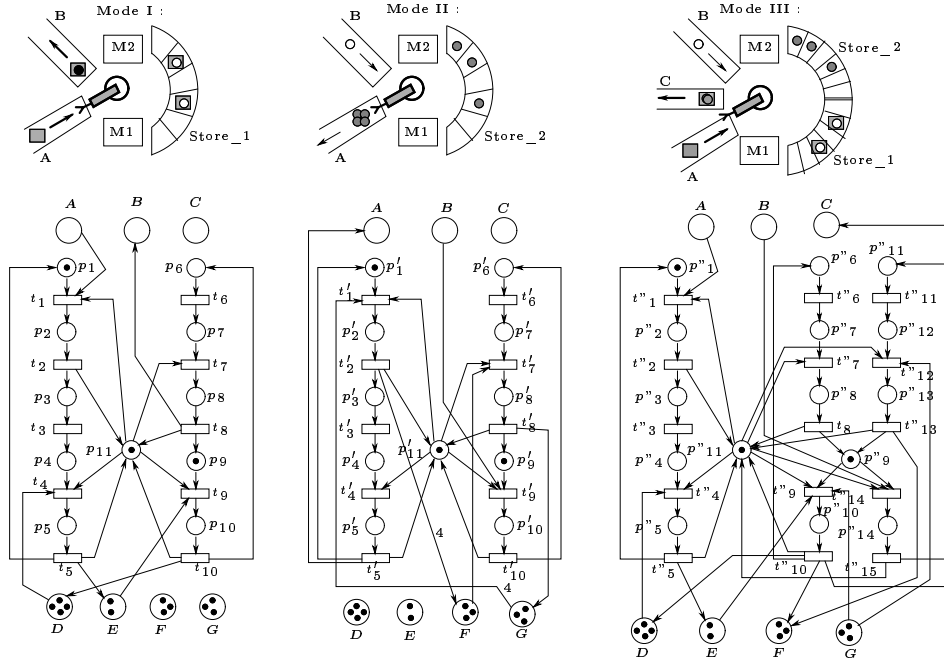 Mode I : Mode II : Mode III :
B B B
M2 M2 M2 Store_2
C
M1 Store_1 M1 Store_2 M1
A A A Store_1
A B C A B C A B C
p1 p6 p'1 p'6 p"1 p"6 p"11
t1 t6 t'1 t'6 t"1 t"6 t"11
p2 p7 p'2 p'7 p"2 p"7 p"12
t2 t7 t'2 t'7 t"2 t"7 t"12
p3 p8 p'3 p'8 p"3 p"8 p"13
t3 t8 t'3 t'8 t"3 t8 t"13
p4 p11 p9 p'4 p'11 p'9 p"4 p"11 p"9
t4 t9 t'4 t'9 t"4 t"9 t"14
p5 p10 p'5 4 p'10 p"5 p"10 p"14
t5 t10 t'5 t'10 t"5 t"10 t"15
4
D E F G D E F G D E F G